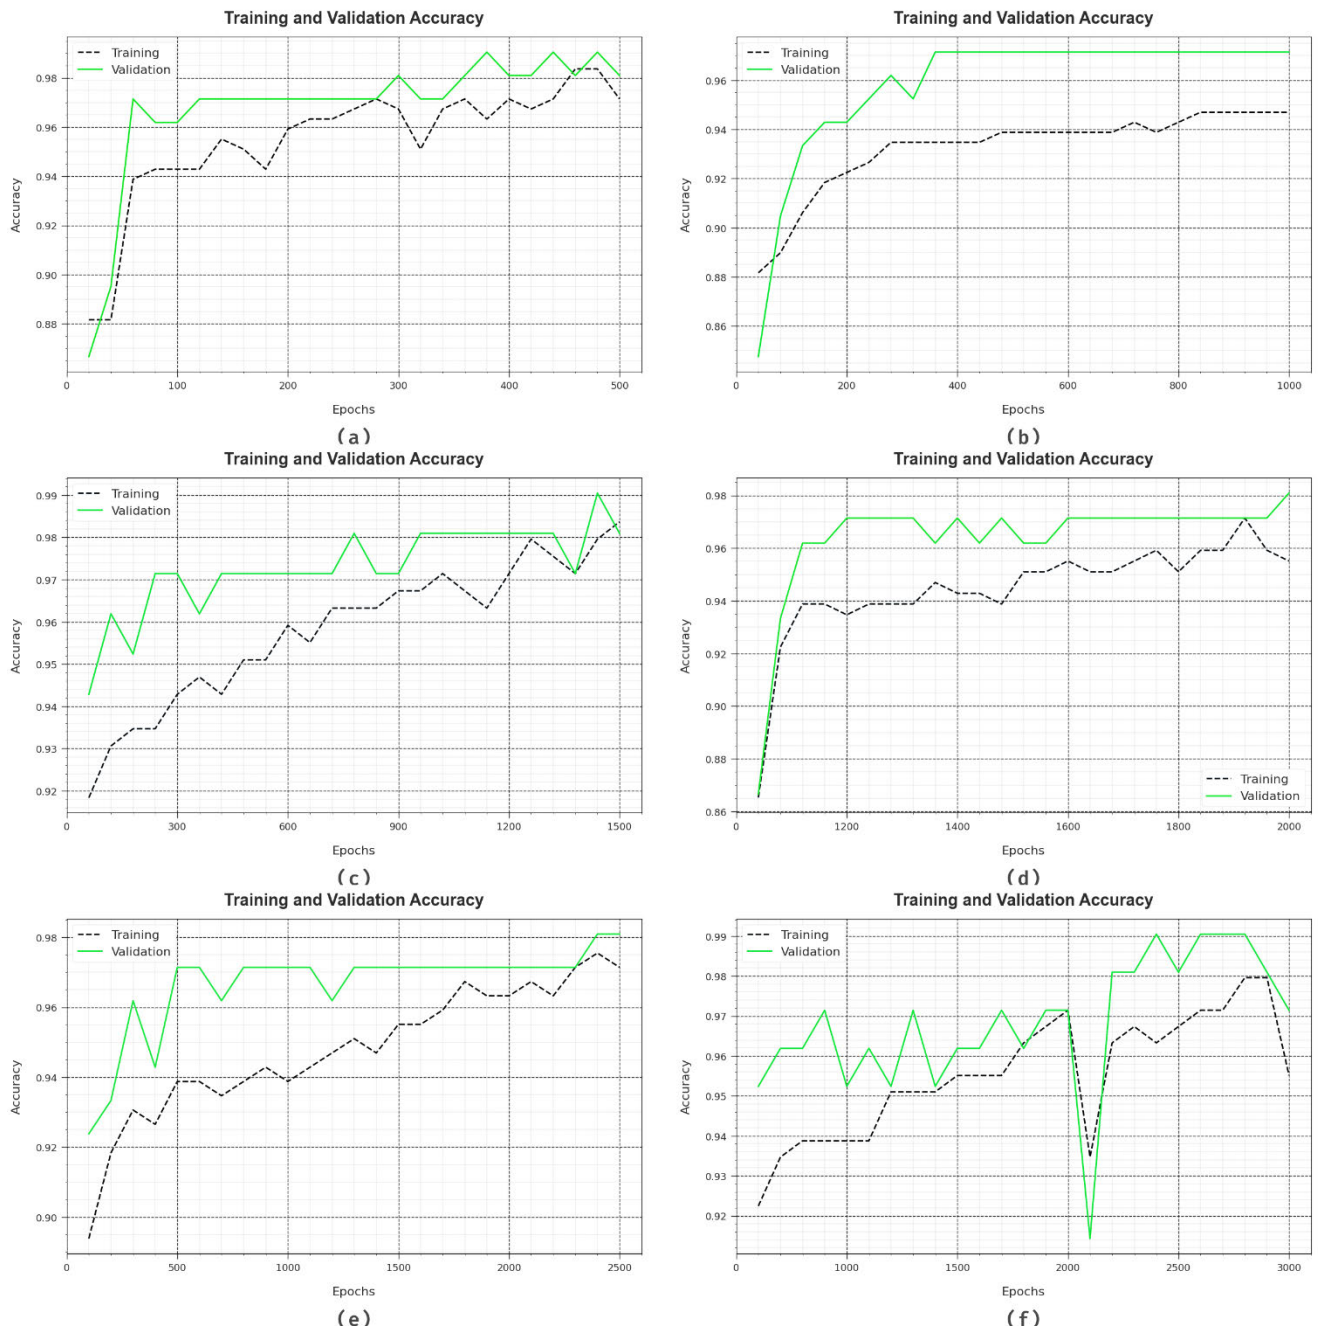 Training and Validation Accuracy
Training
Validation
0.98
0.96
0.94
0.92
0.90
0.88
Accuracy
0 100 200 300 400 500
Epochs
(a)
Training and Validation Accuracy
Training
Validation
0.96
0.94
0.92
0.90
0.88
0.86
Accuracy
0 200 400 600 800 1000
Epochs
(b)
Training and Validation Accuracy
Training
Validation
0.99
0.98
0.97
0.96
0.95
0.94
0.93
0.92
Accuracy
0 300 600 900 1200 1500
Epochs
(c)
Training and Validation Accuracy
0.98
0.96
0.94
0.92
0.90
0.88
0.86
Accuracy
Training
Validation
0 1200 1400 1600 1800 2000
Epochs
(d)
Training and Validation Accuracy
Training
Validation
0.98
0.96
0.94
0.92
0.90
Accuracy
0 500 1000 1500 2000 2500
Epochs
(e)
Training and Validation Accuracy
Training
Validation
0.99
0.98
0.97
0.96
0.95
0.94
0.93
0.92
Accuracy
0 1000 1500 2000 2500 3000
Epochs
(f)